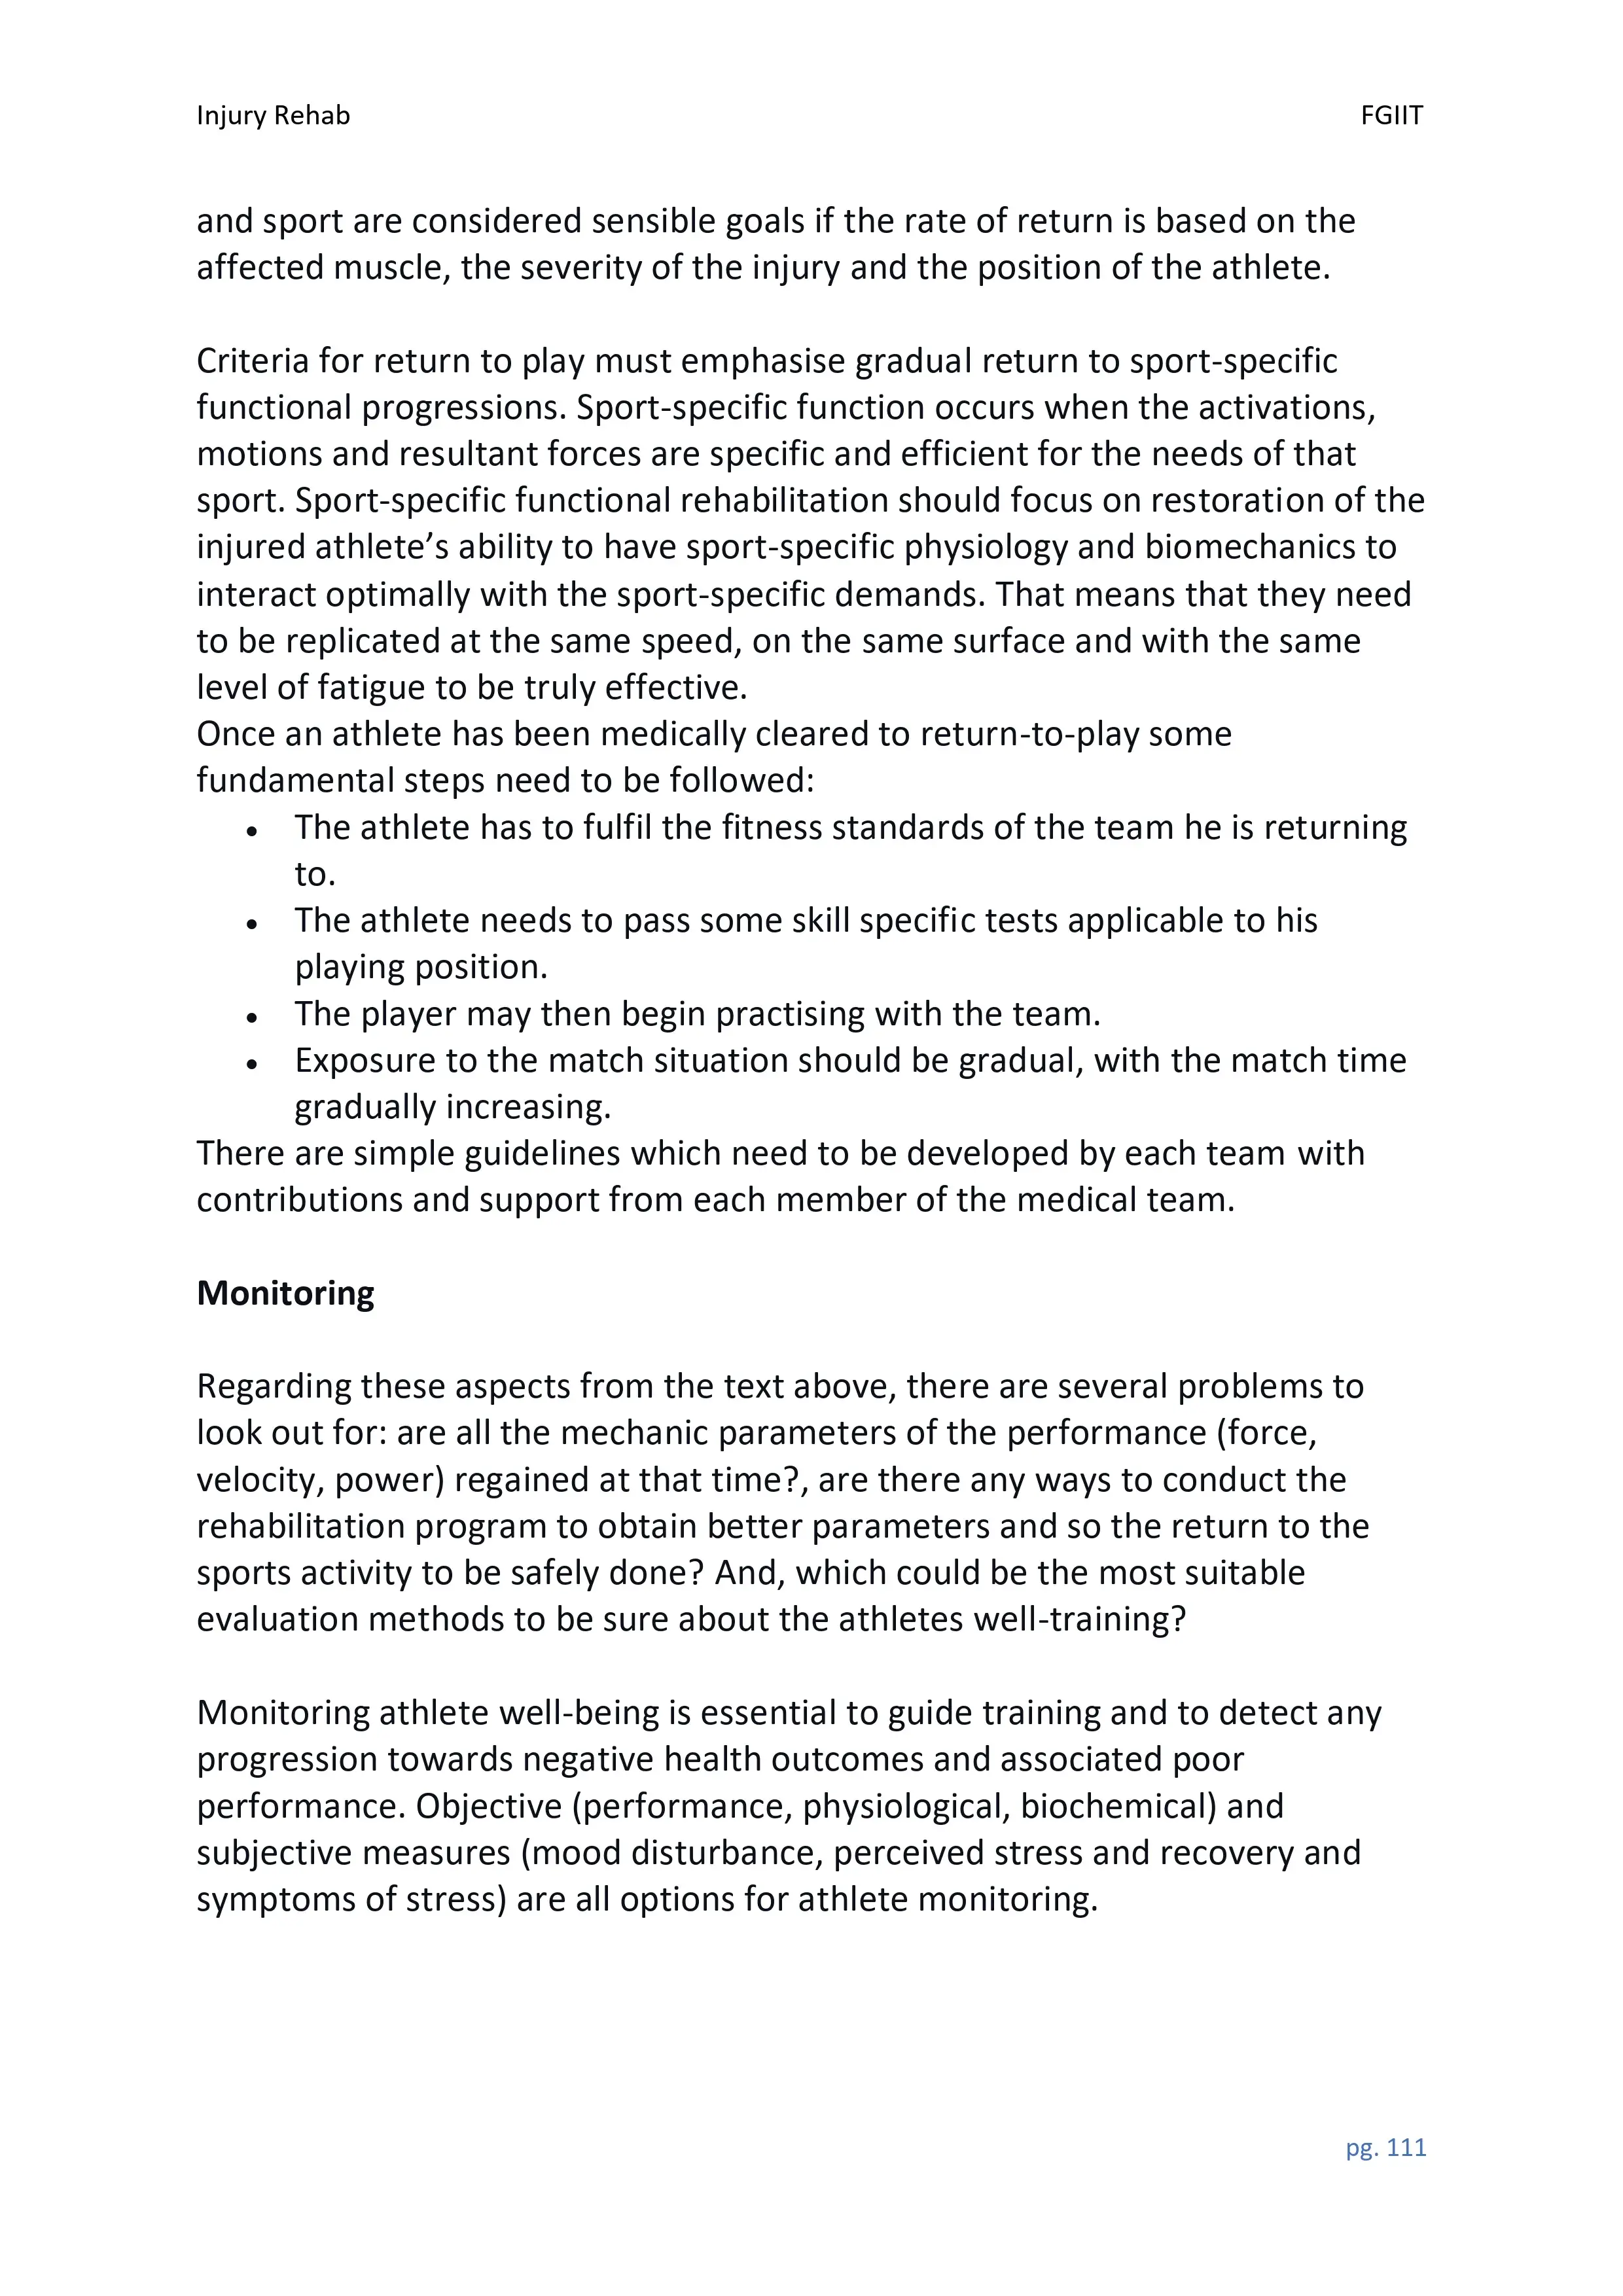 Injury Rehab FGIIT
and sport are considered sensible goals if the rate of return is based on the
affected muscle, the severity of the injury and the position of the athlete.
Criteria for return to play must emphasise gradual return to sport-specific
functional progressions. Sport-specific function occurs when the activations,
motions and resultant forces are specific and efficient for the needs of that
sport. Sport-specific functional rehabilitation should focus on restoration of the
injured athlete’s ability to have sport-specific physiology and biomechanics to
interact optimally with the sport-specific demands. That means that they need
to be replicated at the same speed, on the same surface and with the same
level of fatigue to be truly effective.
Once an athlete has been medically cleared to return-to-play some
fundamental steps need to be followed:
• The athlete has to fulfil the fitness standards of the team he is returning
to.
• The athlete needs to pass some skill specific tests applicable to his
playing position.
• The player may then begin practising with the team.
• Exposure to the match situation should be gradual, with the match time
gradually increasing.
There are simple guidelines which need to be developed by each team with
contributions and support from each member of the medical team.
Monitoring
Regarding these aspects from the text above, there are several problems to
look out for: are all the mechanic parameters of the performance (force,
velocity, power) regained at that time?, are there any ways to conduct the
rehabilitation program to obtain better parameters and so the return to the
sports activity to be safely done? And, which could be the most suitable
evaluation methods to be sure about the athletes well-training?
Monitoring athlete well-being is essential to guide training and to detect any
progression towards negative health outcomes and associated poor
performance. Objective (performance, physiological, biochemical) and
subjective measures (mood disturbance, perceived stress and recovery and
symptoms of stress) are all options for athlete monitoring.
pg. 111